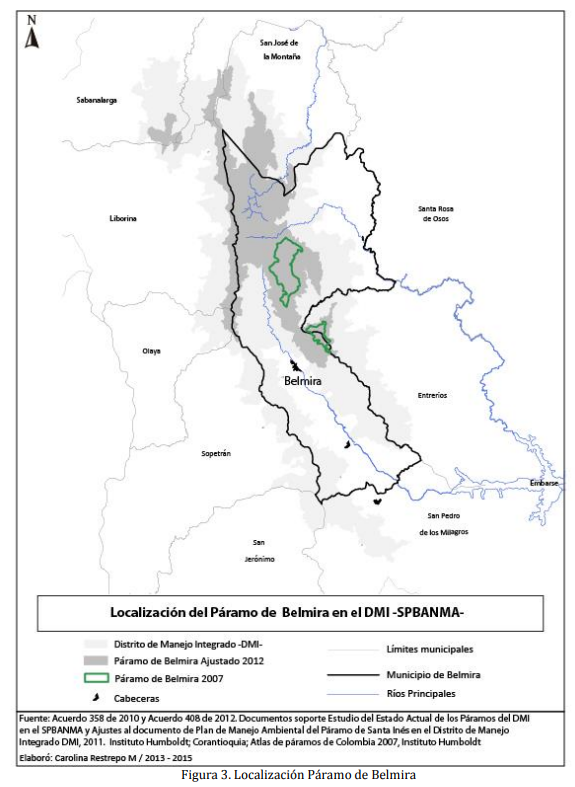 N
San José de
la Montaña
Sabanalarga
Liborina
Santa Rosa
de Osos
Olaya
Belmira
Entreríos
Sopetrán
Embarse
San Pedro
de los Milagros
San
Jerónimo
Localización del Páramo de Belmira en el DMI -SPBANMA-
Distrito de Manejo Integrado -DMI-
Páramo de Belmira Ajustado 2012
Páramo de Belmira 2007
Cabeceras
Límites municipales
Municipio de Belmira
Ríos Principales
Fuente: Acuerdo 358 de 2010 y Acuerdo 408 de 2012. Documentos soporte Estudio del Estado Actual de los Páramos del DMI
en el SPBANMA y Ajustes al documento de Plan de Manejo Ambiental del Páramo de Santa Inés en el Distrito de Manejo
Integrado DMI, 2011. Instituto Humboldt; Corantioquia; Atlas de páramos de Colombia 2007, Instituto Humboldt
Elaboró: Carolina Restrepo M / 2013 - 2015
Figura 3. Localización Páramo de Belmira